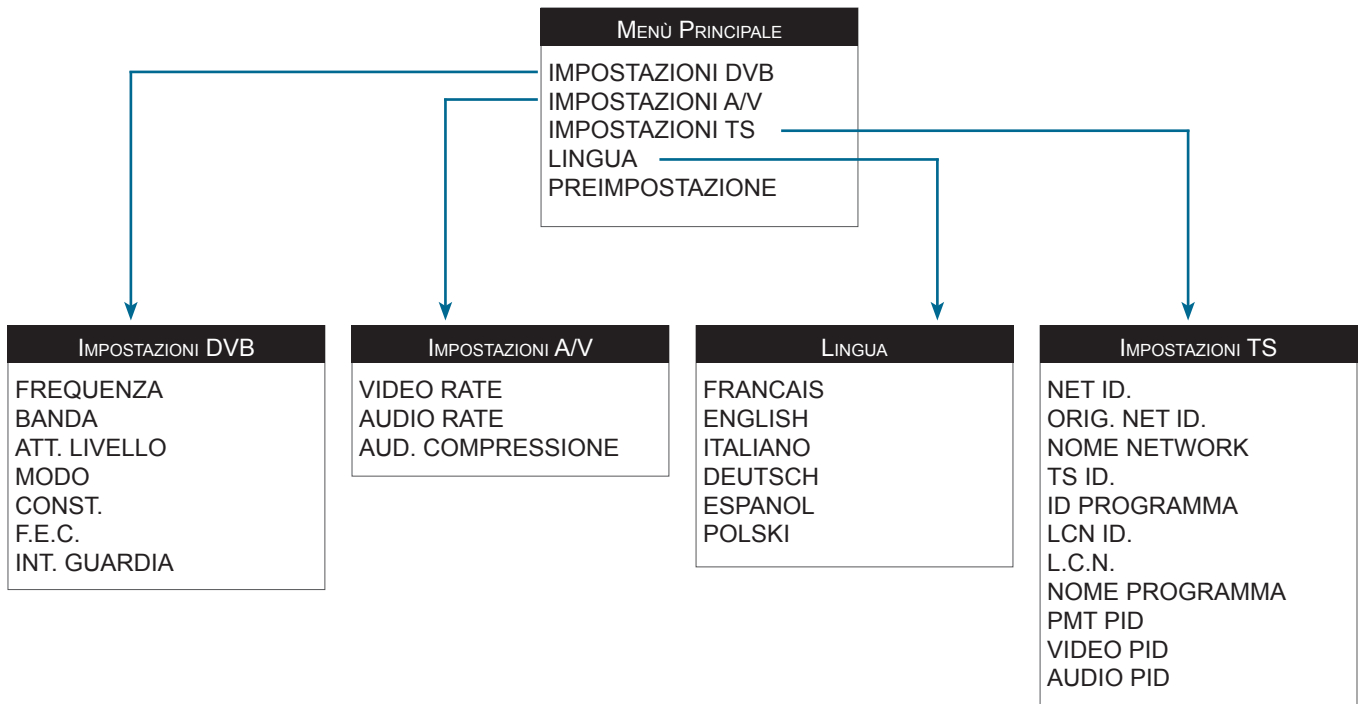 Menù Principale
IMPOSTAZIONI DVB
IMPOSTAZIONI A/V
IMPOSTAZIONI TS
LINGUA
PREIMPOSTAZIONE
Impostazioni DVB
FREQUENZA
BANDA
ATT. LIVELLO
MODO
CONST.
F.E.C.
INT. GUARDIA
Impostazioni A/V
VIDEO RATE
AUDIO RATE
AUD. COMPRESSIONE
Lingua
FRANCAIS
ENGLISH
ITALIANO
DEUTSCH
ESPANOL
POLSKI
Impostazioni TS
NET ID.
ORIG. NET ID.
NOME NETWORK
TS ID.
ID PROGRAMMA
LCN ID.
L.C.N.
NOME PROGRAMMA
PMT PID
VIDEO PID
AUDIO PID